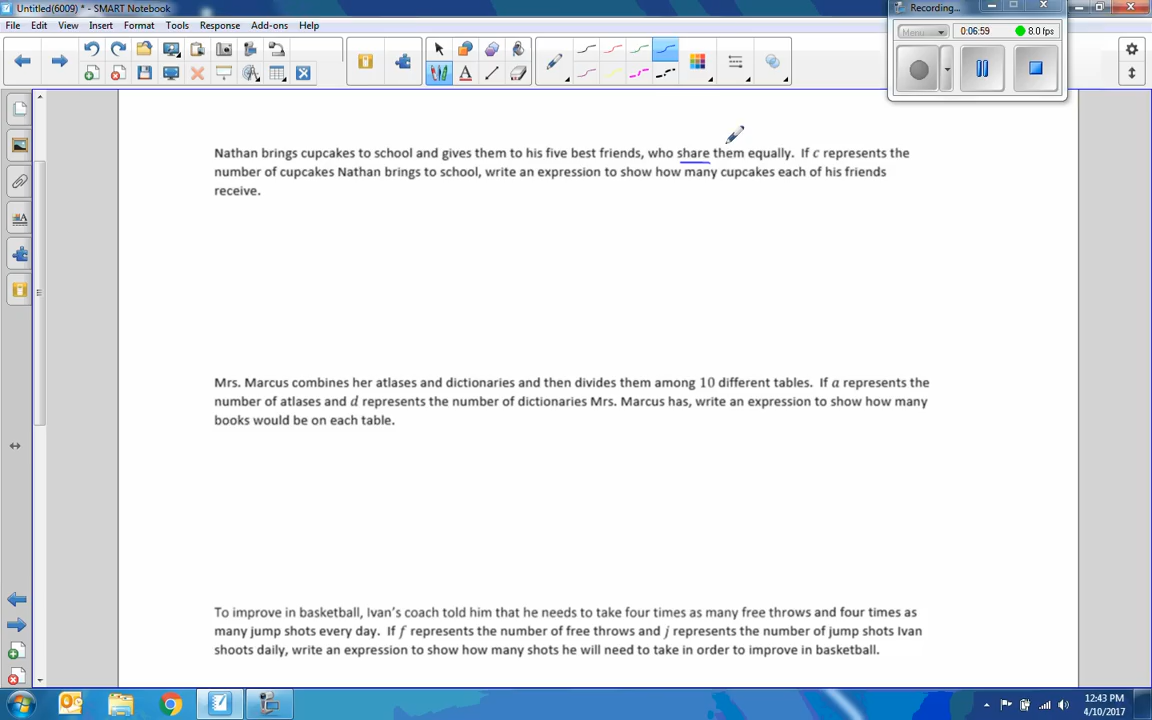 Untitled(6009) * - SMART Notebook
Recording...
File Edit View Insert Format Tools Response Add-ons Help
Menu 0:06:59 8.0 fps
Nathan brings cupcakes to school and gives them to his five best friends, who share them equally. If c represents the
number of cupcakes Nathan brings to school, write an expression to show how many cupcakes each of his friends
receive.
Mrs. Marcus combines her atlases and dictionaries and then divides them among 10 different tables. If a represents the
number of atlases and d represents the number of dictionaries Mrs. Marcus has, write an expression to show how many
books would be on each table.
To improve in basketball, Ivan's coach told him that he needs to take four times as many free throws and four times as
many jump shots every day. If f represents the number of free throws and j represents the number of jump shots Ivan
shoots daily, write an expression to show how many shots he will need to take in order to improve in basketball.
12:43 PM
4/10/2017